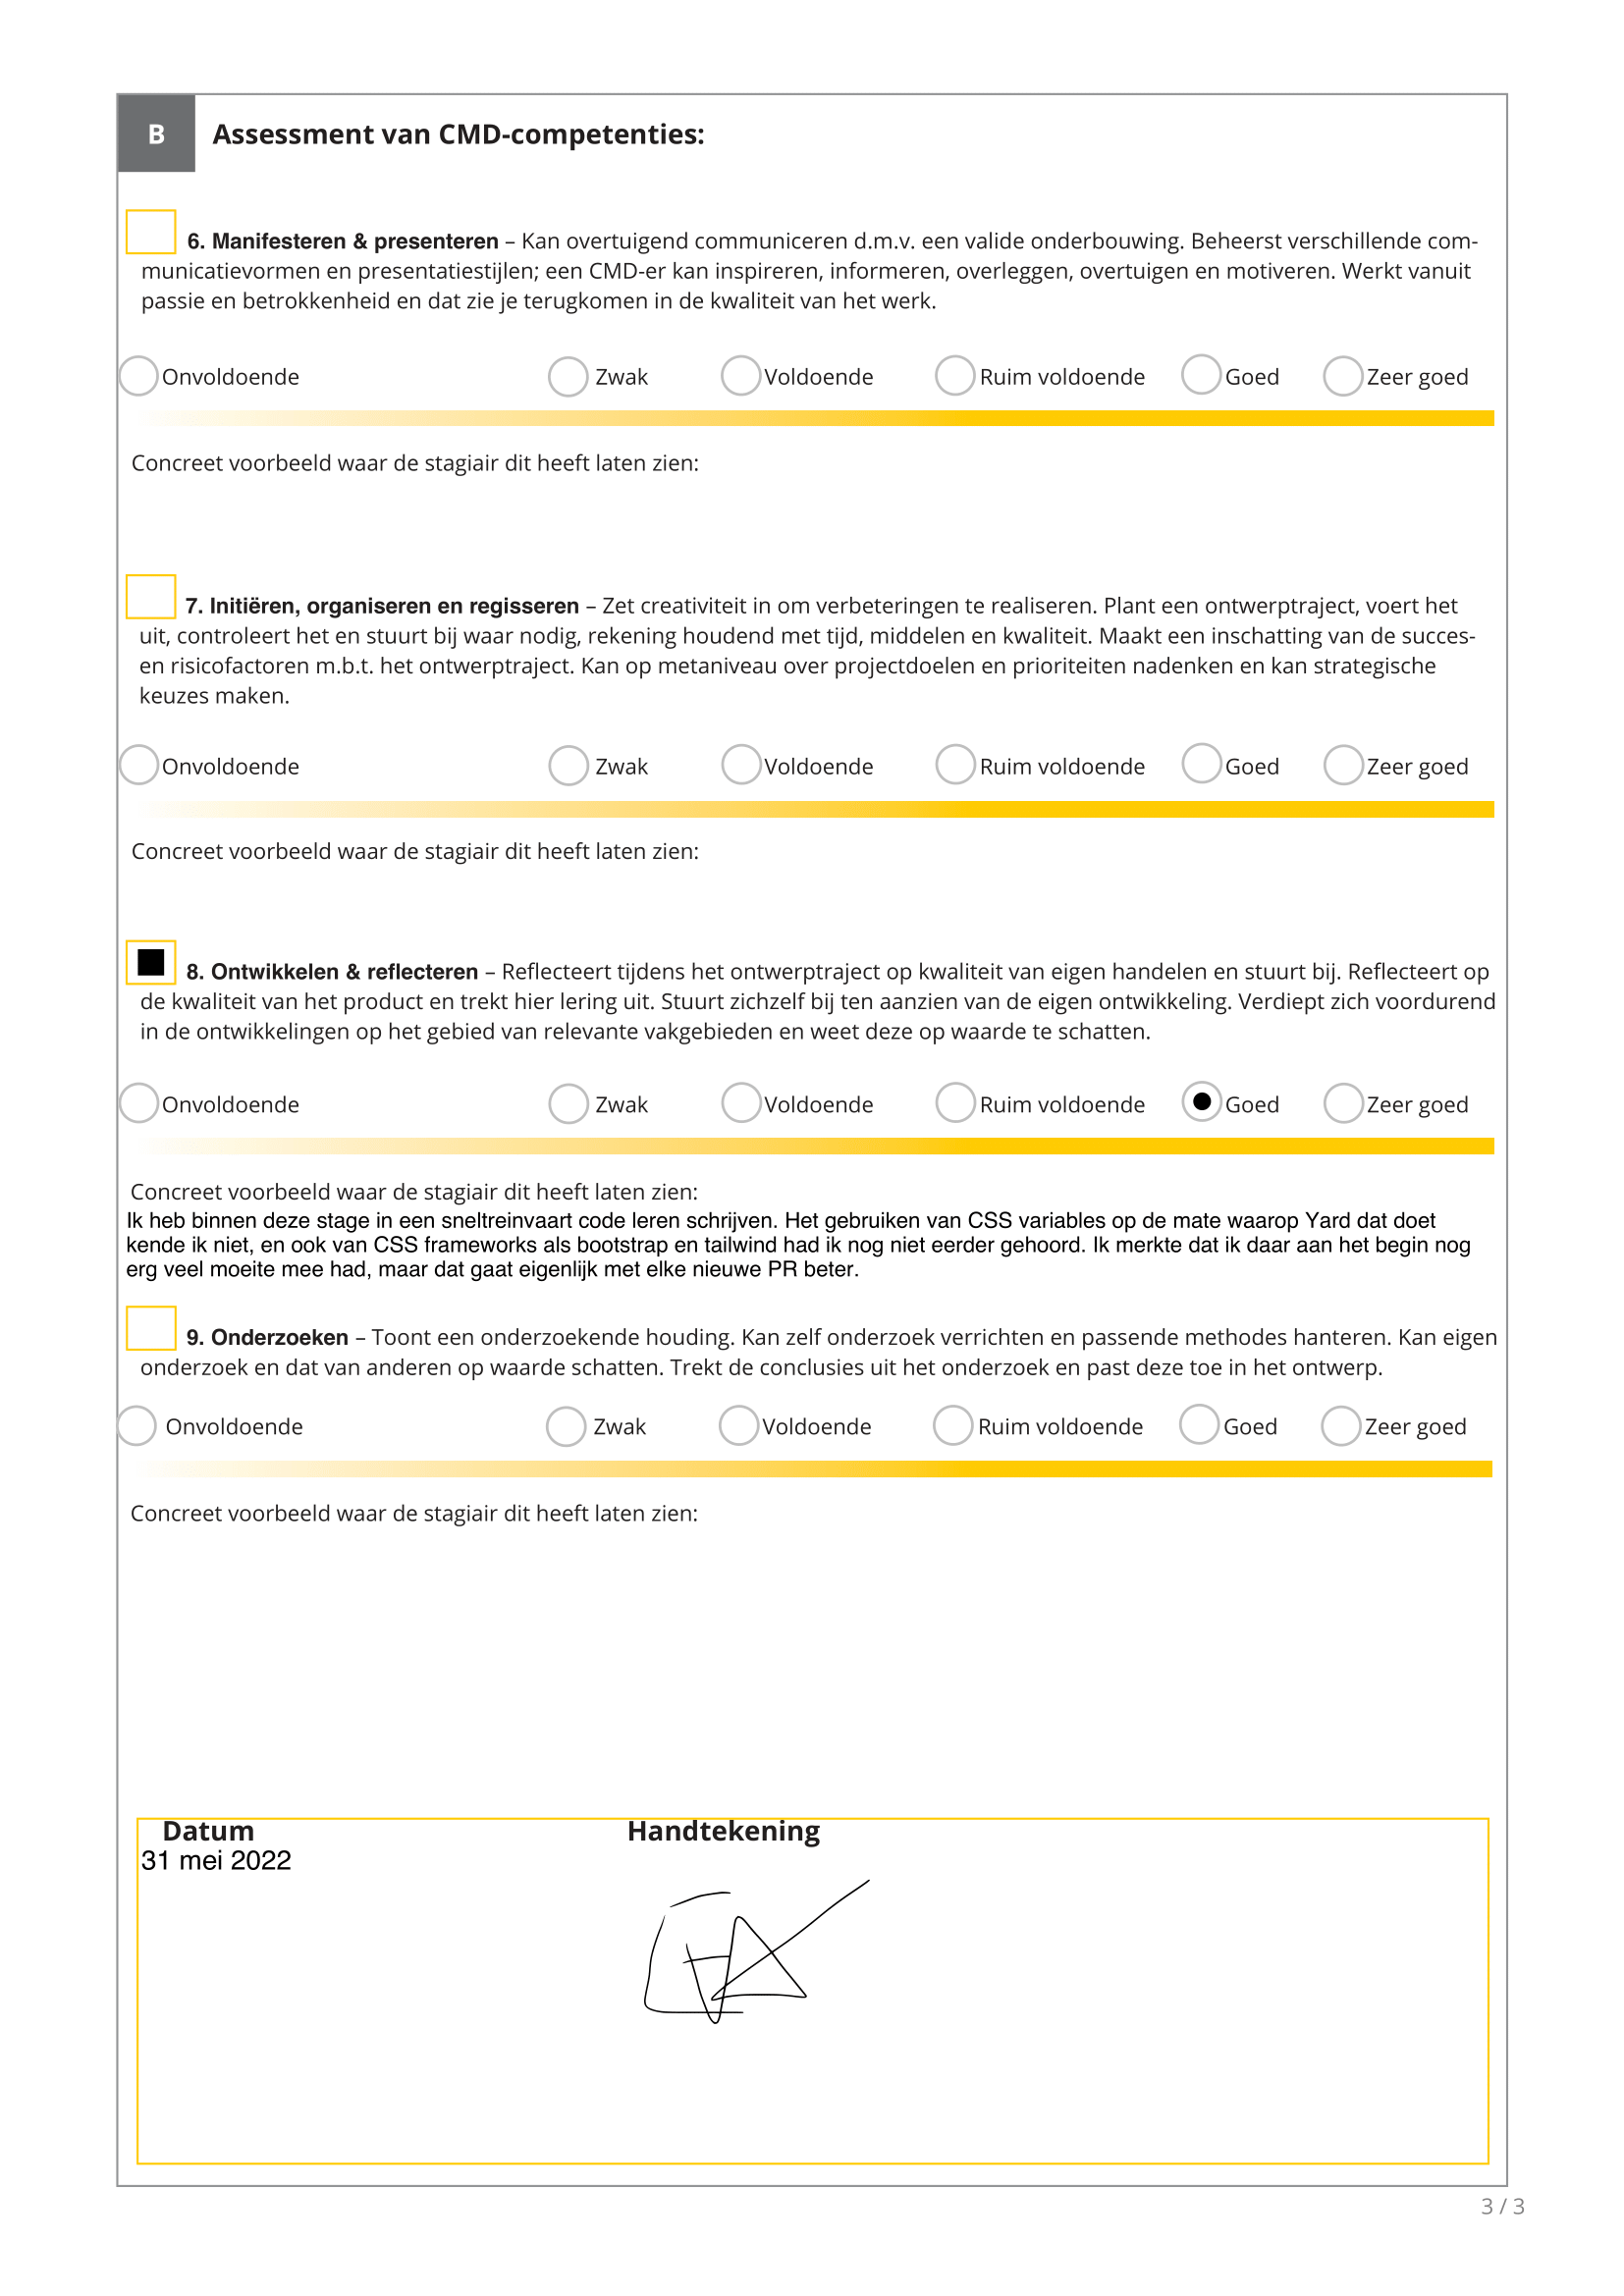 B Assessment van CMD-competenties:
6. Manifesteren & presenteren – Kan overtuigend communiceren d.m.v. een valide onderbouwing. Beheerst verschillende com-
municatievormen en presentatiestijlen; een CMD-er kan inspireren, informeren, overleggen, overtuigen en motiveren. Werkt vanuit
passie en betrokkenheid en dat zie je terugkomen in de kwaliteit van het werk.
Onvoldoende Zwak Voldoende Ruim voldoende Goed Zeer goed
Concreet voorbeeld waar de stagiair dit heeft laten zien:
7. Initiëren, organiseren en regisseren – Zet creativiteit in om verbeteringen te realiseren. Plant een ontwerptraject, voert het
uit, controleert het en stuurt bij waar nodig, rekening houdend met tijd, middelen en kwaliteit. Maakt een inschatting van de succes-
en risicofactoren m.b.t. het ontwerptraject. Kan op metaniveau over projectdoelen en prioriteiten nadenken en kan strategische
keuzes maken.
Onvoldoende Zwak Voldoende Ruim voldoende Goed Zeer goed
Concreet voorbeeld waar de stagiair dit heeft laten zien:
8. Ontwikkelen & reflecteren – Reflecteert tijdens het ontwerptraject op kwaliteit van eigen handelen en stuurt bij. Reflecteert op
de kwaliteit van het product en trekt hier lering uit. Stuurt zichzelf bij ten aanzien van de eigen ontwikkeling. Verdiept zich voordurend
in de ontwikkelingen op het gebied van relevante vakgebieden en weet deze op waarde te schatten.
Onvoldoende Zwak Voldoende Ruim voldoende Goed Zeer goed
Concreet voorbeeld waar de stagiair dit heeft laten zien:
Ik heb binnen deze stage in een sneltreinvaart code leren schrijven. Het gebruiken van CSS variables op de mate waarop Yard dat doet
kende ik niet, en ook van CSS frameworks als bootstrap en tailwind had ik nog niet eerder gehoord. Ik merkte dat ik daar aan het begin nog
erg veel moeite mee had, maar dat gaat eigenlijk met elke nieuwe PR beter.
9. Onderzoeken – Toont een onderzoekende houding. Kan zelf onderzoek verrichten en passende methodes hanteren. Kan eigen
onderzoek en dat van anderen op waarde schatten. Trekt de conclusies uit het onderzoek en past deze toe in het ontwerp.
Onvoldoende Zwak Voldoende Ruim voldoende Goed Zeer goed
Concreet voorbeeld waar de stagiair dit heeft laten zien:
Datum Handtekening
31 mei 2022
3 / 3